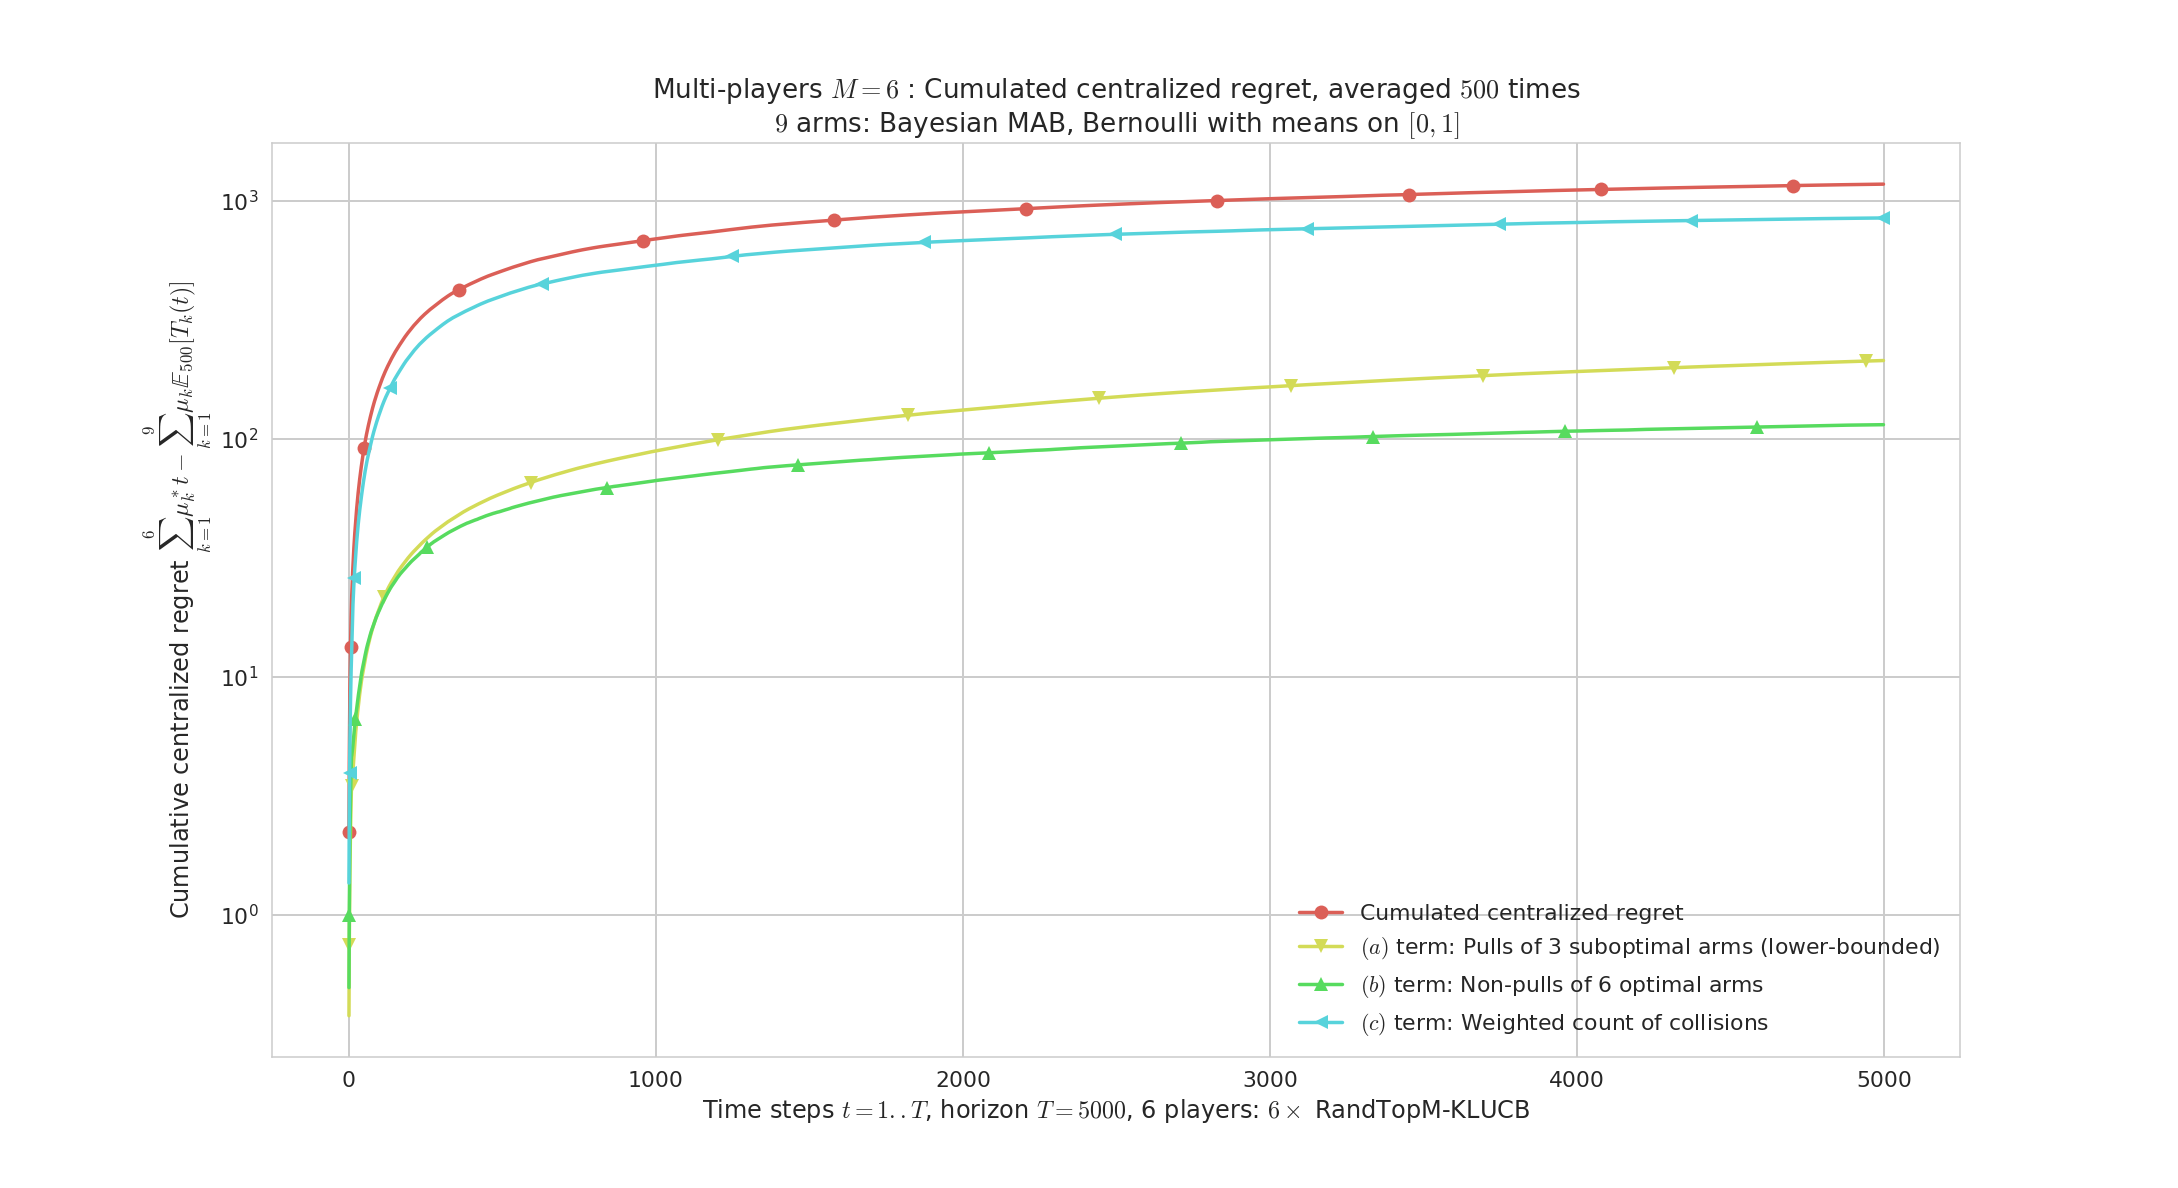 Multi-players M = 6 : Cumulated centralized regret, averaged 500 times
9 arms: Bayesian MAB, Bernoulli with means on [0, 1]
Cumulative centralized regret \sum_{k=1}^{6} \mu_k^* t − \sum_{k=1}^{9} \mu_k 𝔼_{500}[T_k(t)]
10^3
10^2
10^1
10^0
Cumulated centralized regret
(a) term: Pulls of 3 suboptimal arms (lower-bounded)
(b) term: Non-pulls of 6 optimal arms
(c) term: Weighted count of collisions
0 1000 2000 3000 4000 5000
Time steps t = 1..T, horizon T = 5000, 6 players: 6× RandTopM-KLUCB